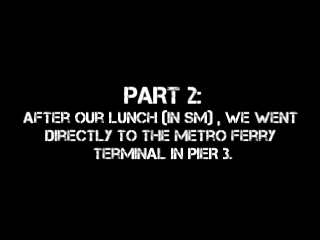 PART 2:
AFTER OUR LUNCH (IN SM) , WE WENT
DIRECTLY TO THE METRO FERRY
TERMINAL IN PIER 3.